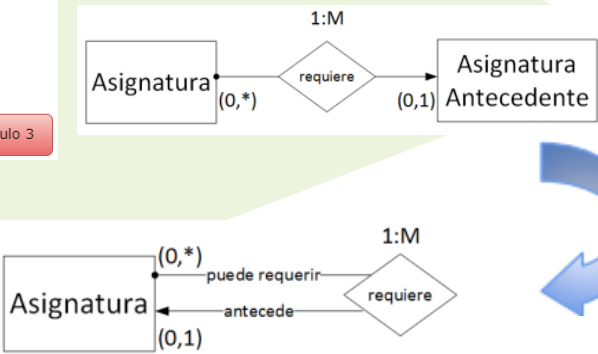 1:M
Asignatura
requiere
Asignatura
Antecedente
(0,*)
(0,1)
ulo 3
1:M
(0,*)
puede requerir
Asignatura
requiere
antecede
(0,1)